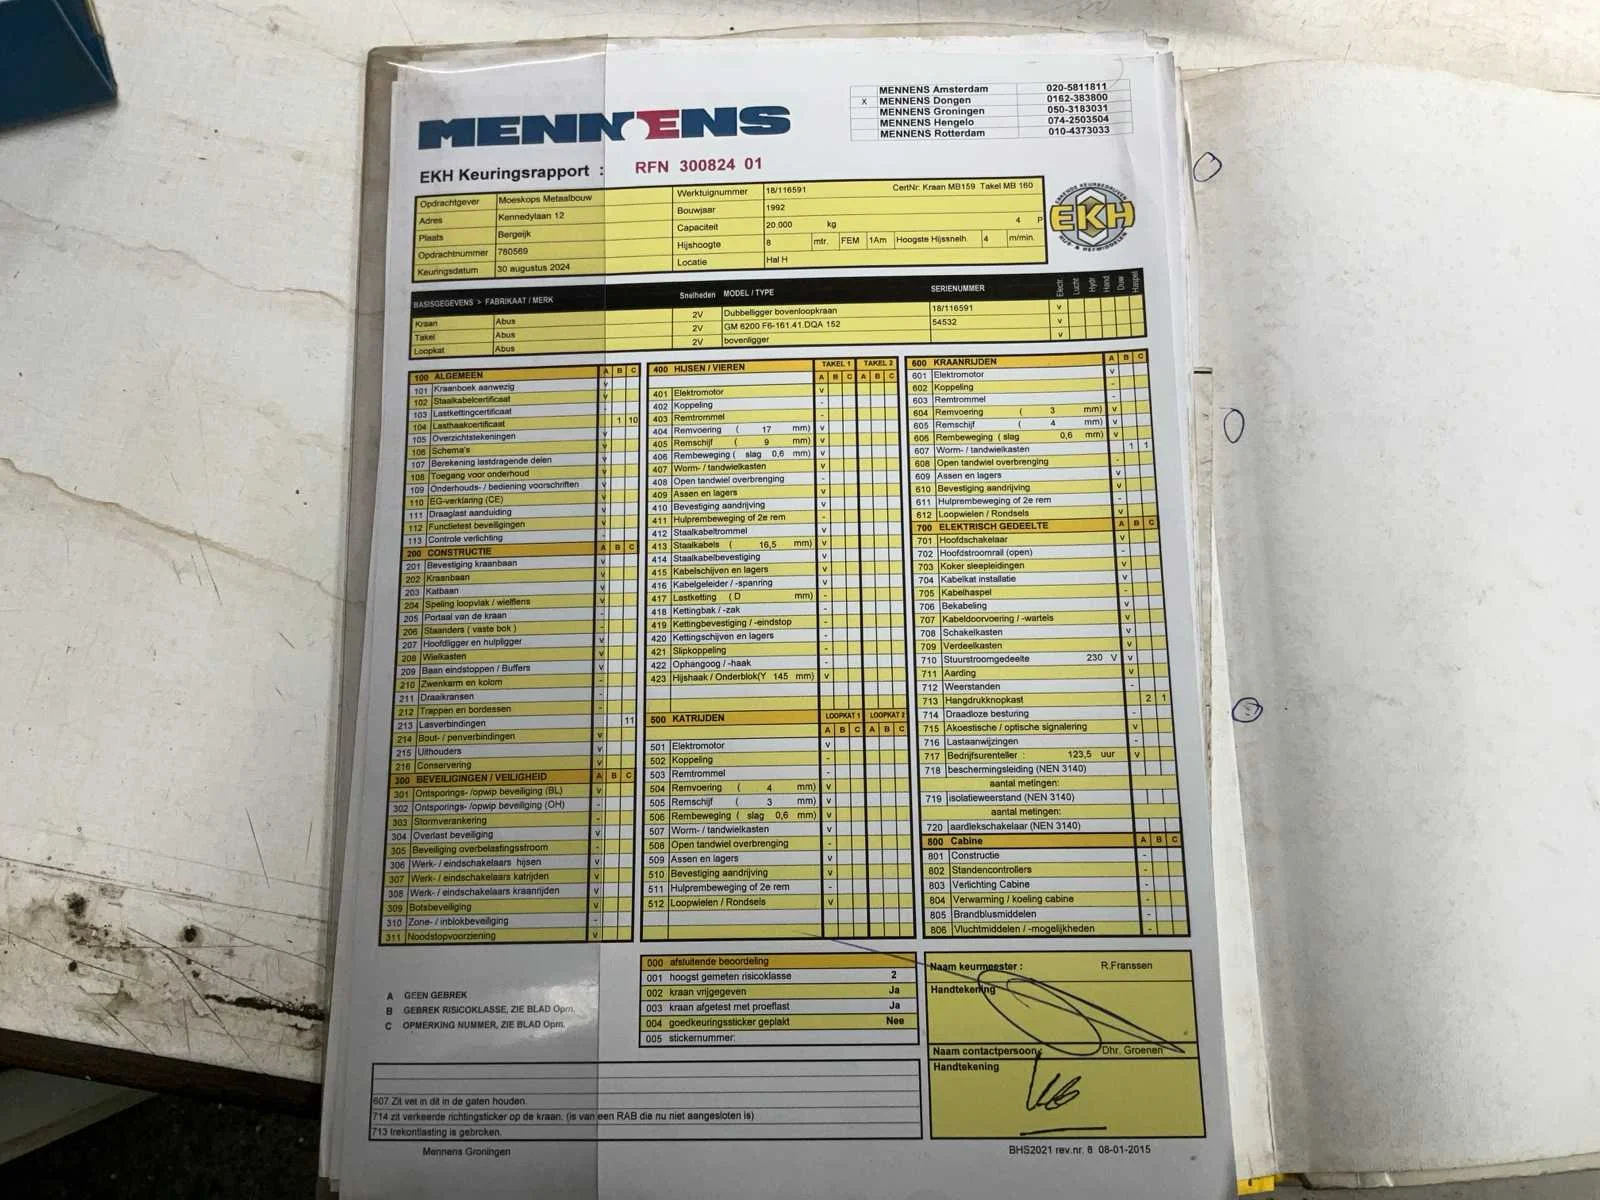 MENNENS
MENNENS Amsterdam 020-5811811
x MENNENS Dongen 0162-383800
MENNENS Groningen 050-3183031
MENNENS Hengelo 074-2503504
MENNENS Rotterdam 010-4373033
EKH Keuringsrapport : RFN 300824 01
Opdrachtgever Moeskops Metaalbouw
Adres Kennedylaan 12
Plaats Bergeijk
Opdrachtnummer 780569
Keuringsdatum 30 augustus 2024
Werktuignummer 18/116591 CertNr: Kraan MB159 Takel MB 160
Bouwjaar 1992
Capaciteit 20.000 kg 4 P
Hijshoogte 8 mtr. FEM 1Am Hoogste Hijssnelh. 4 m/min.
Locatie Hal H
EKH
BASISGEGEVENS > FABRIKAAT / MERK Snelheden MODEL / TYPE SERIENUMMER Electr. Lucht Hydr. Hand. Duw Haspel
Kraan Abus 2V Dubbelligger bovenloopkraan 18/116591 v
Takel Abus 2V GM 6200 F6-161.41.DQA 152 54532 v
Loopkat Abus 2V bovenligger v
100 ALGEMEEN A B C
101 Kraanboek aanwezig v
102 Staalkabelcertificaat v
103 Lastkettingcertificaat -
104 Lasthaakcertificaat 1 10
105 Overzichtstekeningen v
106 Schema's v
107 Berekening lastdragende delen v
108 Toegang voor onderhoud v
109 Onderhouds- / bediening voorschriften v
110 EG-verklaring (CE) v
111 Draaglast aanduiding v
112 Functietest beveiligingen v
113 Controle verlichting -
200 CONSTRUCTIE A B C
201 Bevestiging kraanbaan v
202 Kraanbaan v
203 Katbaan v
204 Speling loopvlak / wielflens v
205 Portaal van de kraan -
206 Staanders ( vaste bok ) -
207 Hoofdligger en hulpligger v
208 Wielkasten v
209 Baan eindstoppen / Buffers v
210 Zwenkarm en kolom -
211 Draaikransen -
212 Trappen en bordessen -
213 Lasverbindingen 11
214 Bout- / penverbindingen v
215 Uithouders v
216 Conservering v
300 BEVEILIGINGEN / VEILIGHEID A B C
301 Ontsporings- /opwip beveiliging (BL) v
302 Ontsporings- /opwip beveiliging (OH) -
303 Stormverankering -
304 Overlast beveiliging v
305 Beveiliging overbelastingsstroom -
306 Werk- / eindschakelaars hijsen v
307 Werk- / eindschakelaars katrijden v
308 Werk- / eindschakelaars kraanrijden v
309 Botsbeveiliging v
310 Zone- / inblokbeveiliging -
311 Noodstopvoorziening v
400 HIJSEN / VIEREN TAKEL 1 TAKEL 2
A B C A B C
401 Elektromotor v
402 Koppeling -
403 Remtrommel -
404 Remvoering ( 17 mm) v
405 Remschijf ( 9 mm) v
406 Rembeweging ( slag 0,6 mm) v
407 Worm- / tandwielkasten v
408 Open tandwiel overbrenging -
409 Assen en lagers v
410 Bevestiging aandrijving v
411 Hulprembeweging of 2e rem -
412 Staalkabeltrommel v
413 Staalkabels ( 16,5 mm) v
414 Staalkabelbevestiging v
415 Kabelschijven en lagers v
416 Kabelgeleider / -spanring v
417 Lastketting ( D mm) -
418 Kettingbak / -zak -
419 Kettingbevestiging / -eindstop -
420 Kettingschijven en lagers -
421 Slipkoppeling -
422 Ophangoog / -haak -
423 Hijshaak / Onderblok(Y 145 mm) v
500 KATRIJDEN LOOPKAT 1 LOOPKAT 2
A B C A B C
501 Elektromotor v
502 Koppeling -
503 Remtrommel -
504 Remvoering ( 4 mm) v
505 Remschijf ( 3 mm) v
506 Rembeweging ( slag 0,6 mm) v
507 Worm- / tandwielkasten v
508 Open tandwiel overbrenging -
509 Assen en lagers v
510 Bevestiging aandrijving v
511 Hulprembeweging of 2e rem -
512 Loopwielen / Rondsels v
600 KRAANRIJDEN A B C
601 Elektromotor v
602 Koppeling -
603 Remtrommel -
604 Remvoering ( 3 mm) v
605 Remschijf ( 4 mm) v
606 Rembeweging ( slag 0,6 mm) v
607 Worm- / tandwielkasten 1 1
608 Open tandwiel overbrenging -
609 Assen en lagers v
610 Bevestiging aandrijving v
611 Hulprembeweging of 2e rem -
612 Loopwielen / Rondsels v
700 ELEKTRISCH GEDEELTE A B C
701 Hoofdschakelaar v
702 Hoofdstroomrail (open) -
703 Koker sleepleidingen v
704 Kabelkat installatie v
705 Kabelhaspel -
706 Bekabeling v
707 Kabeldoorvoering / -wartels v
708 Schakelkasten v
709 Verdeelkasten v
710 Stuurstroomgedeelte 230 V v
711 Aarding v
712 Weerstanden -
713 Handgrukknopkast 2 1
714 Draadloze besturing -
715 Akoestische / optische signalering v
716 Lastaanwijzingen -
717 Bedrijfsurenteller : 123,5 uur v
718 beschermingsleiding (NEN 3140)
aantal metingen:
719 isolatieweerstand (NEN 3140)
aantal metingen:
720 aardlekschakelaar (NEN 3140)
800 Cabine A B C
801 Constructie -
802 Standencontrollers -
803 Verlichting Cabine -
804 Verwarming / koeling cabine -
805 Brandblusmiddelen -
806 Vluchtmiddelen / -mogelijkheden -
A GEEN GEBREK
B GEBREK RISICOKLASSE, ZIE BLAD Opm.
C OPMERKING NUMMER, ZIE BLAD Opm.
000 afsluitende beoordeling
001 hoogst gemeten risicoklasse 2
002 kraan vrijgegeven Ja
003 kraan afgetest met proeflast Ja
004 goedkeuringssticker geplakt Nee
005 stickernummer:
Naam keurmeester : R.Franssen
Handtekening
Naam contactpersoon: Dhr. Groenen
Handtekening
607 Zit vet in dit in de gaten houden.
714 zit verkeerde richtingsticker op de kraan. (is van een RAB die nu niet aangesloten is)
713 trekontlasting is gebroken.
Mennens Groningen
BHS2021 rev.nr. 8 08-01-2015